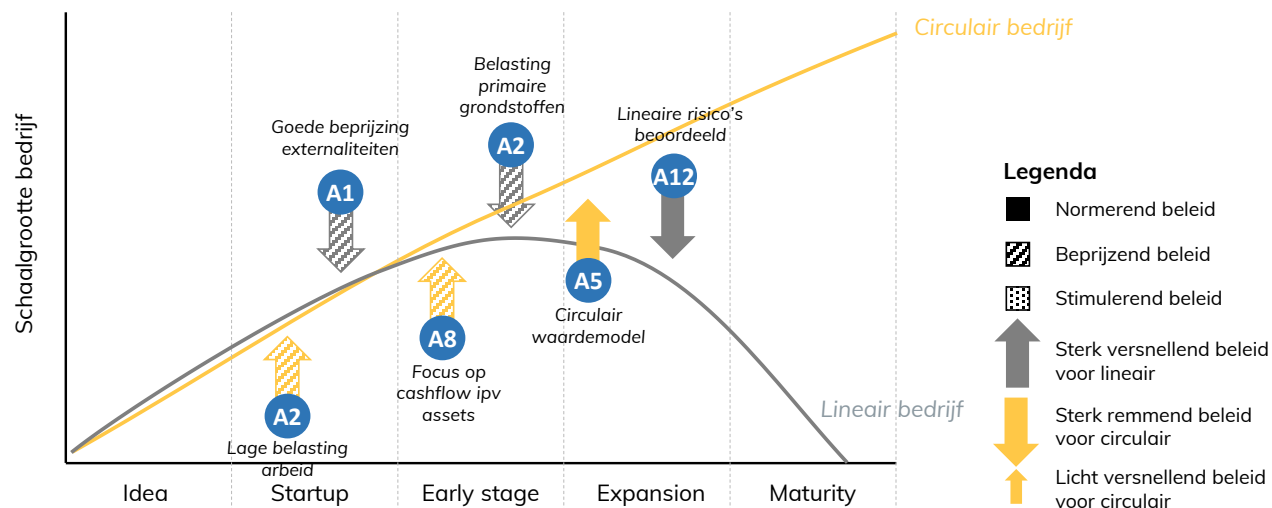 Schaalgrootte bedrijf
Circulair bedrijf
Belasting
primaire
grondstoffen
A2
Goede beprijzing
externaliteiten
A1
Lineaire risico's
beoordeeld
A12
A5
Circulair
waardemodel
A8
Focus op
cashflow ipv
assets
A2
Lage belasting
arbeid
Lineair bedrijf
Idea
Startup
Early stage
Expansion
Maturity
Legenda
Normerend beleid
Beprijzend beleid
Stimulerend beleid
Sterk versnellend beleid
voor lineair
Sterk remmend beleid
voor circulair
Licht versnellend beleid
voor circulair